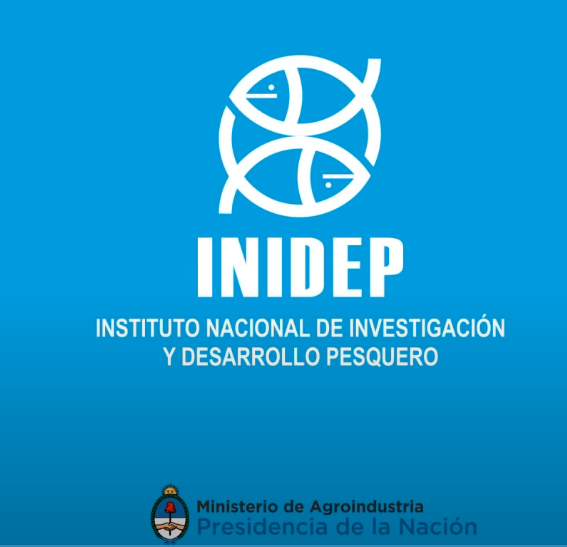 INIDEP
INSTITUTO NACIONAL DE INVESTIGACIÓN
Y DESARROLLO PESQUERO
Ministerio de Agroindustria
Presidencia de la Nación